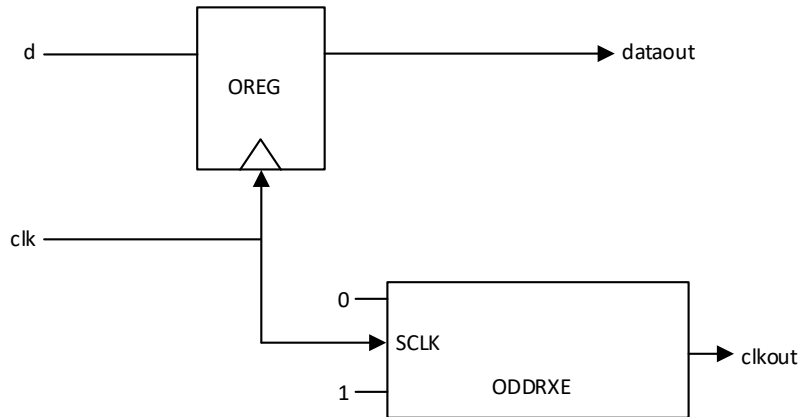 d
OREG
dataout
clk
0
SCLK
clkout
1
ODDRXE